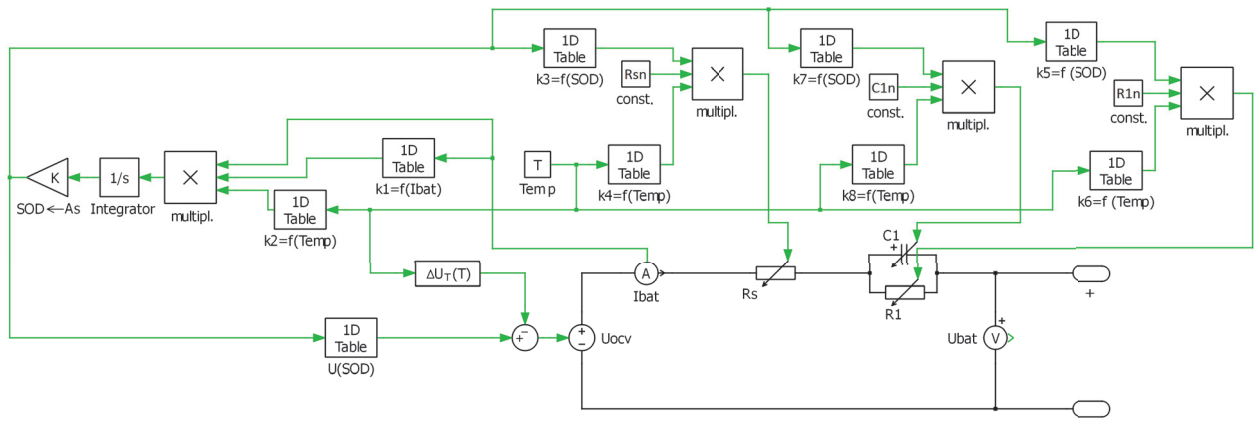 1D
Table
k3=f(SOD)
Rsn
const.
×
multipl.
1D
Table
k7=f(SOD)
C1n
const.
×
multipl.
1D
Table
k5=f (SOD)
R1n
const.
×
multipl.
K
SOD←As
1/s
Integrator
×
multipl.
1D
Table
k1=f(Ibat)
1D
Table
k2=f(Temp)
T
Temp
1D
Table
k4=f(Temp)
1D
Table
k8=f(Temp)
1D
Table
k6=f (Temp)
ΔU_T(T)
A
Ibat
Rs
C1
+
R1
+
1D
Table
U(SOD)
+
−
+
−
Uocv
Ubat
+
V